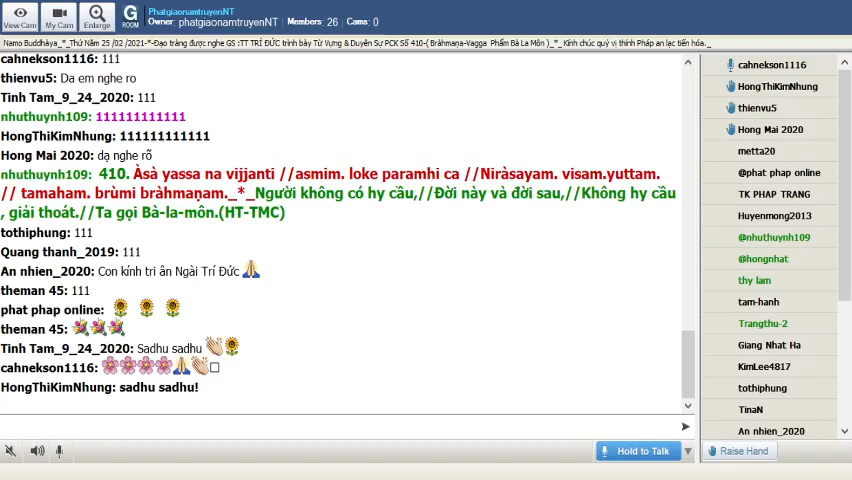 PhatgiaonamtruyenNT
Owner: phatgiaonamtruyenNT Members: 26 Cams: 0
View Cam
My Cam
Enlarge
G
ROOM
Namo Buddhàya_*_Thứ Năm 25 /02 /2021-*-Đạo tràng được nghe GS :TT TRÍ ĐỨC trình bày Từ Vựng & Duyên Sự PCK Số 410-( Bràhmaṇa-Vagga Phẩm Bà La Môn )_*_ Kính chúc quý vị thính Pháp an lạc tiến hóa._
cahnekson1116: 111
thienvu5: Da em nghe ro
Tinh Tam_9_24_2020: 111
nhuthuynh109: 111111111111
HongThiKimNhung: 111111111111
Hong Mai 2020: dạ nghe rõ
nhuthuynh109: 410. Àsà yassa na vijjanti //asmim. loke paramhi ca //Niràsayam. visam.yuttam.
// tamaham. brùmi bràhmaṇam._*_Người không có hy cầu,//Đời này và đời sau,//Không hy cầu
, giải thoát.//Ta gọi Bà-la-môn.(HT-TMC)
tothiphung: 111
Quang thanh_2019: 111
An nhien_2020: Con kính tri ân Ngài Trí Đức
theman 45: 111
phat phap online:
theman 45:
Tinh Tam_9_24_2020: Sadhu sadhu
cahnekson1116:
HongThiKimNhung: sadhu sadhu!
Hold to Talk
cahnekson1116
HongThiKimNhung
thienvu5
Hong Mai 2020
metta20
@phat phap online
TK PHAP TRANG
Huyenmong2013
@nhuthuynh109
@hongnhat
thy lam
tam-hanh
Trangthu-2
Giang Nhat Ha
KimLee4817
tothiphung
TinaN
An nhien_2020
Raise Hand